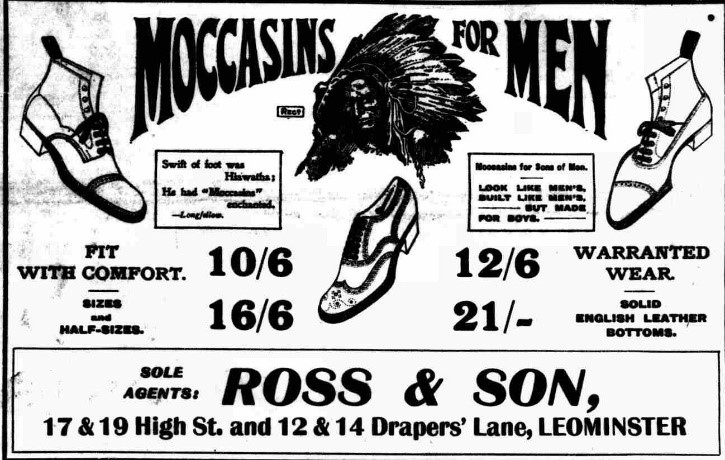 MOCCASINS FOR MEN
REGD
Swift of foot was
Hiawatha;
He had "Moccasins"
enchanted.
—Longfellow.
Moccasins for Sons of Men.
LOOK LIKE MEN'S,
BUILT LIKE MEN'S,
BUT MADE
FOR BOYS.
FIT
WITH COMFORT.
SIZES
and
HALF-SIZES.
10/6
16/6
12/6
21/-
WARRANTED
WEAR.
SOLID
ENGLISH LEATHER
BOTTOMS.
SOLE
AGENTS:
ROSS & SON,
17 & 19 High St. and 12 & 14 Drapers' Lane, LEOMINSTER